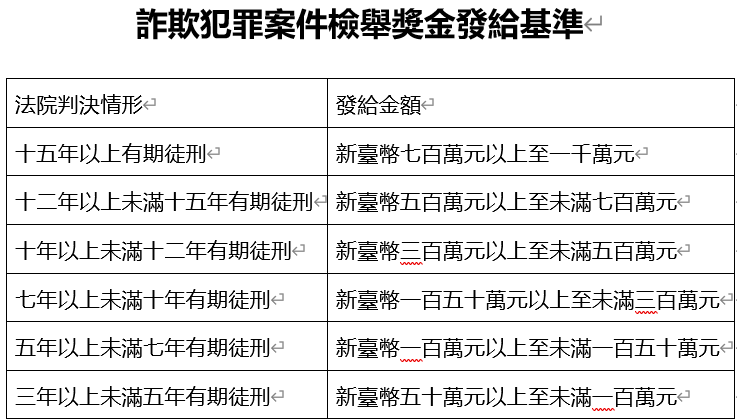 詐欺犯罪案件檢舉獎金發給基準
法院判決情形 發給金額
十五年以上有期徒刑 新臺幣七百萬元以上至一千萬元
十二年以上未滿十五年有期徒刑 新臺幣五百萬元以上至未滿七百萬元
十年以上未滿十二年有期徒刑 新臺幣三百萬元以上至未滿五百萬元
七年以上未滿十年有期徒刑 新臺幣一百五十萬元以上至未滿三百萬元
五年以上未滿七年有期徒刑 新臺幣一百萬元以上至未滿一百五十萬元
三年以上未滿五年有期徒刑 新臺幣五十萬元以上至未滿一百萬元